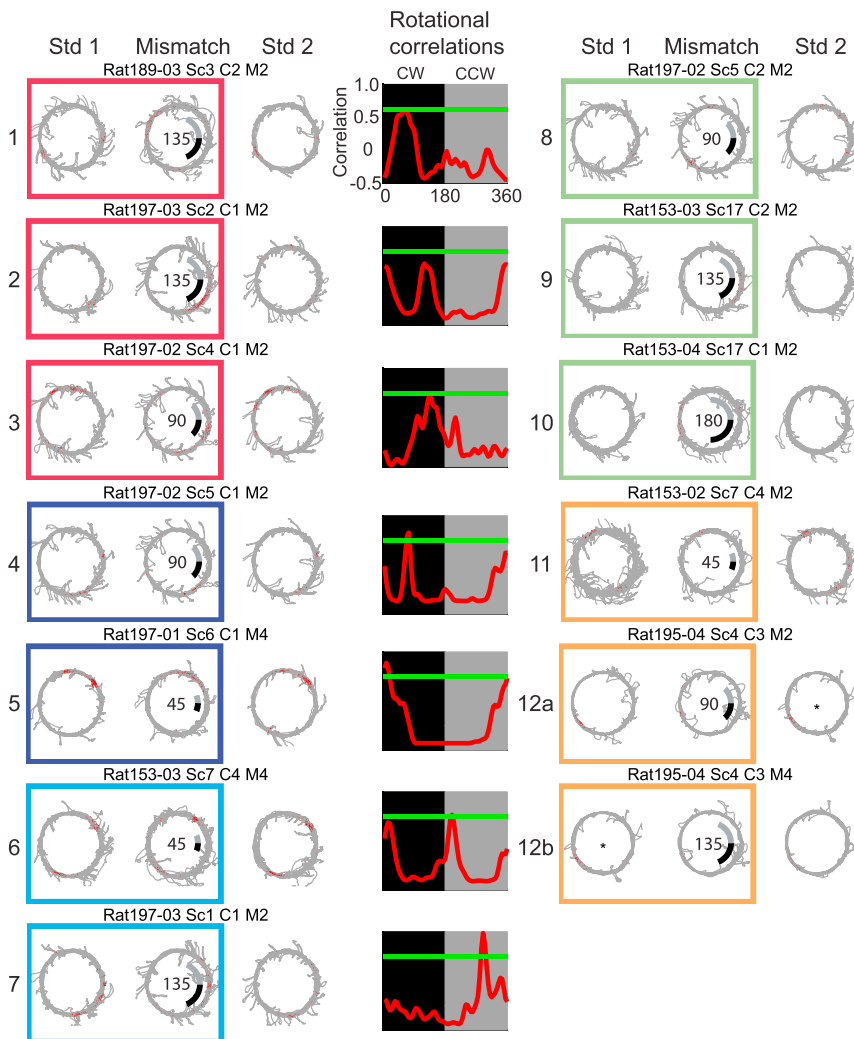 Rotational
correlations
Std 1 Mismatch Std 2
CW CCW
Std 1 Mismatch Std 2
Rat189-03 Sc3 C2 M2
1
135
Correlation
1.0
0.5
0
-0.5
0 180 360
Rat197-03 Sc2 C1 M2
2
135
Rat197-02 Sc4 C1 M2
3
90
Rat197-02 Sc5 C1 M2
4
90
Rat197-01 Sc6 C1 M4
5
45
Rat153-03 Sc7 C4 M4
6
45
Rat197-03 Sc1 C1 M2
7
135
Rat197-02 Sc5 C2 M2
8
90
Rat153-03 Sc17 C2 M2
9
135
Rat153-04 Sc17 C1 M2
10
180
Rat153-02 Sc7 C4 M2
11
45
Rat195-04 Sc4 C3 M2
12a
90
*
Rat195-04 Sc4 C3 M4
12b
*
135